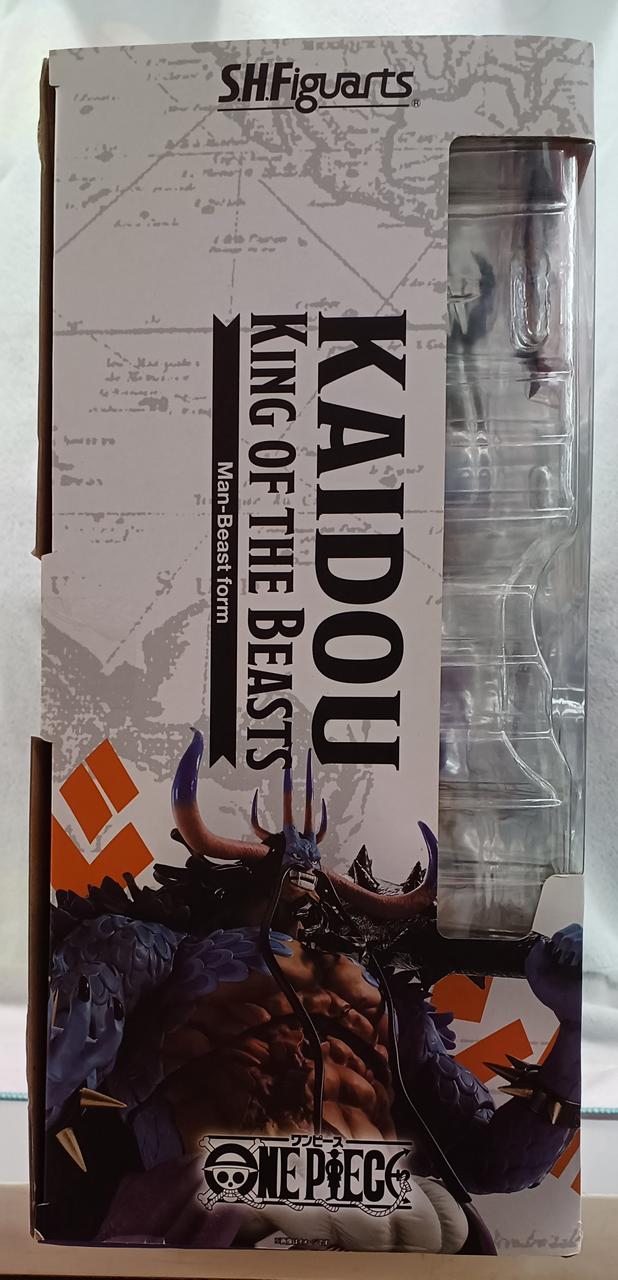 S.H.Figuarts®
KAIDOU
KING OF THE BEASTS
Man-Beast form
ワンピース
ONE PIECE